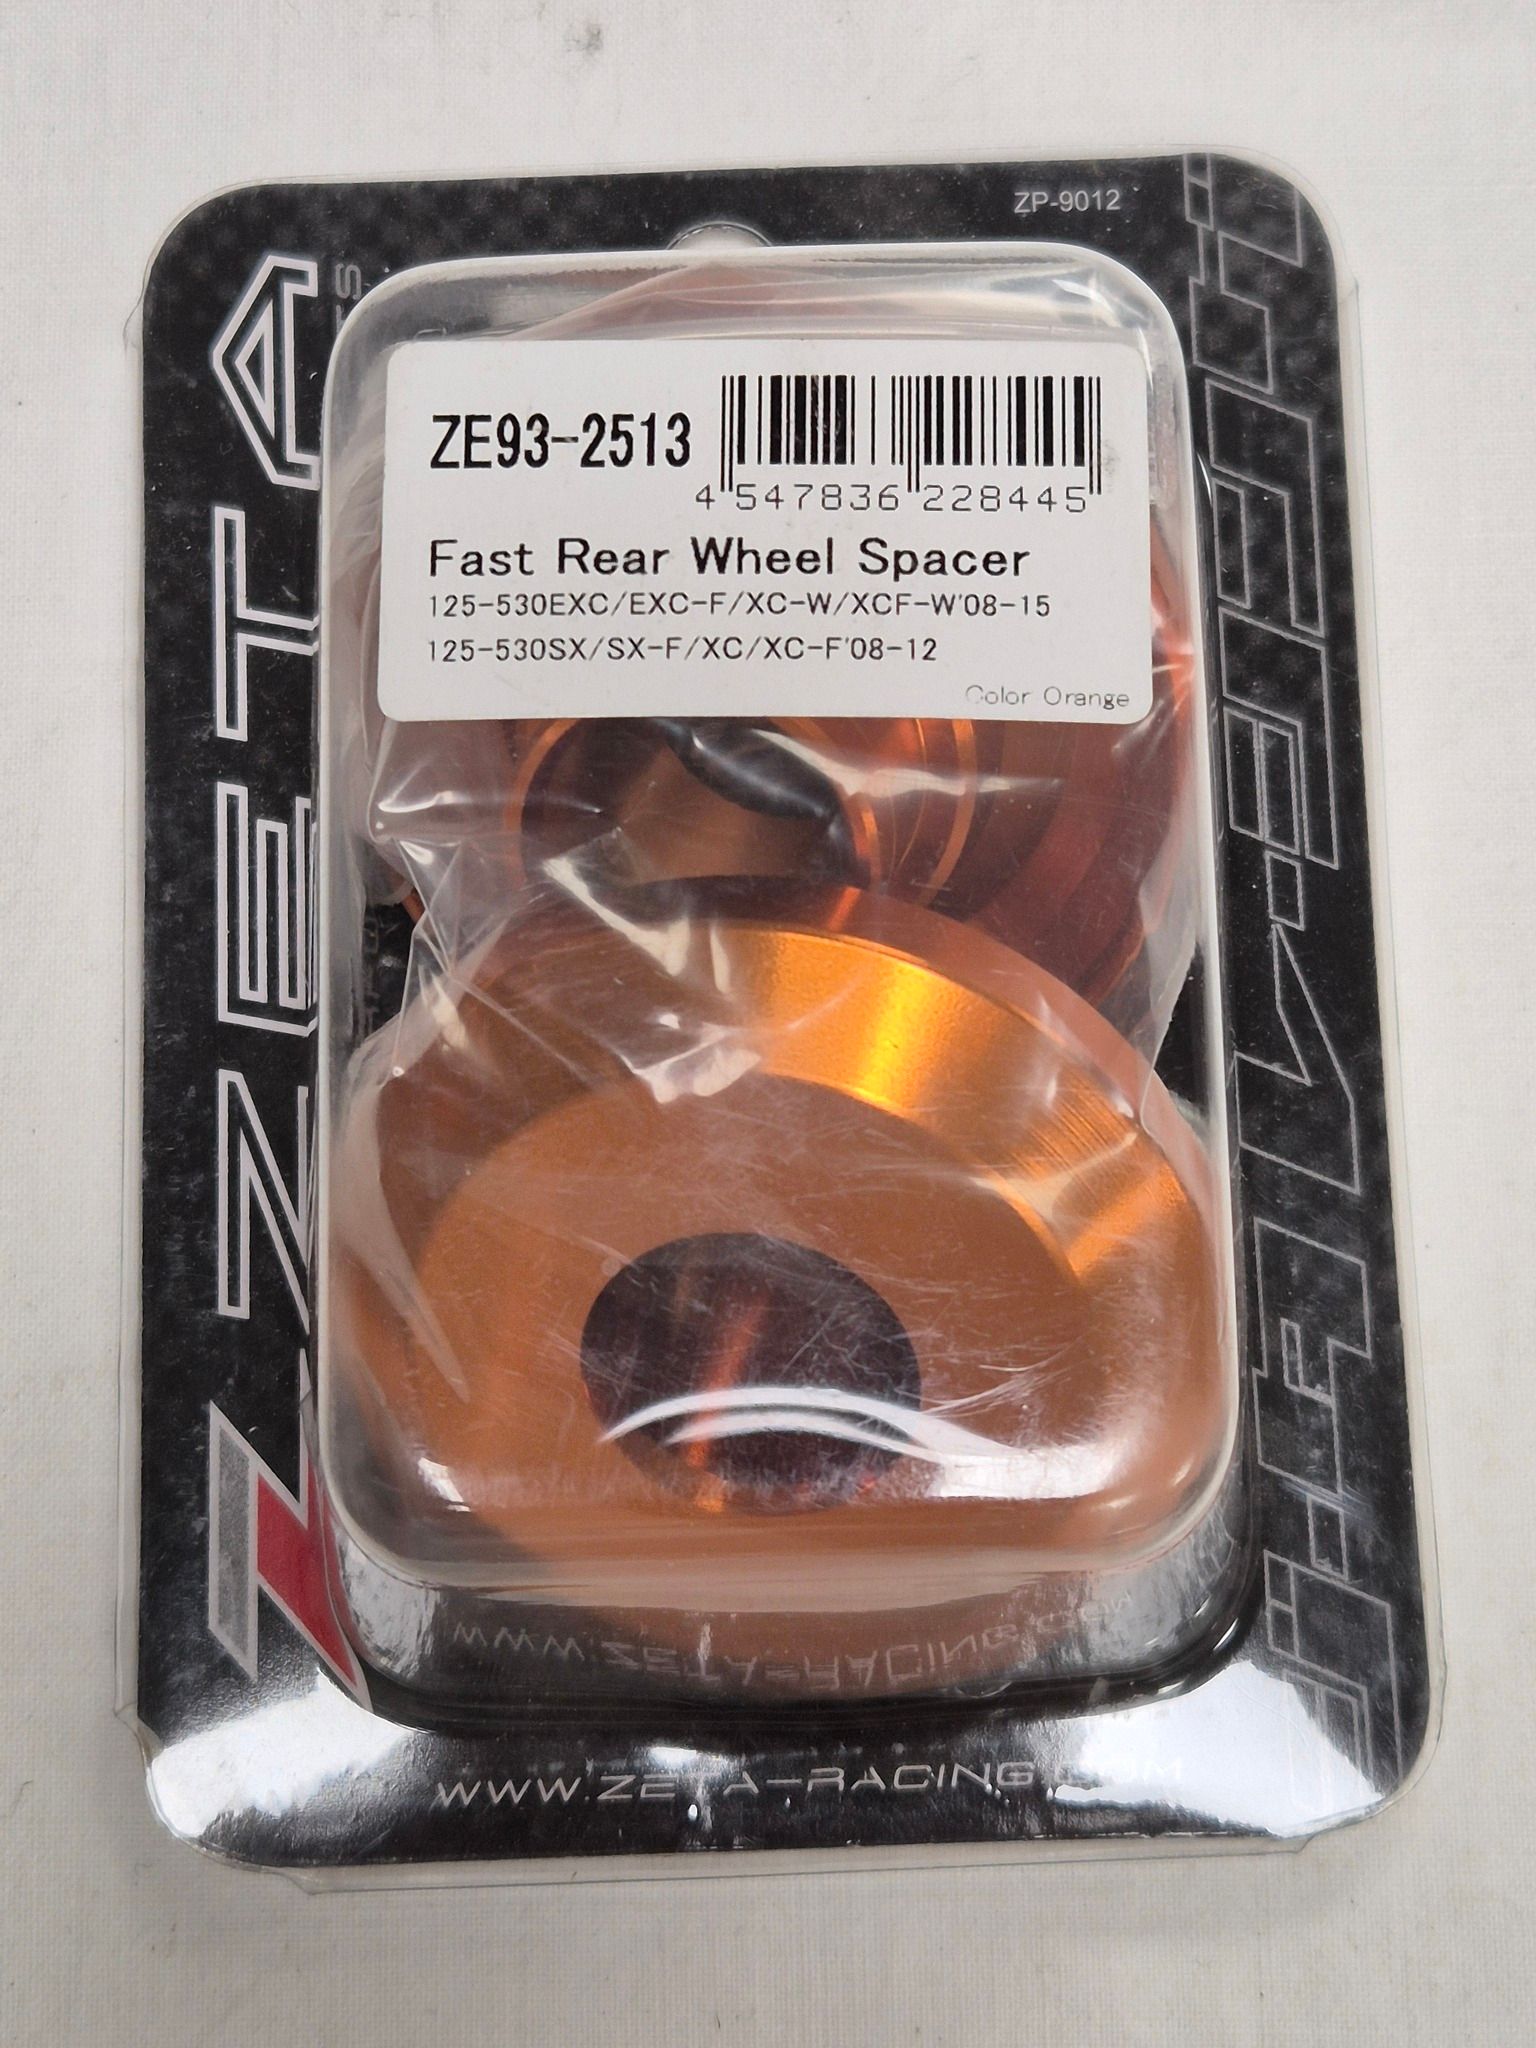 ZP-9012
ZETA
ZE93-2513
4 547836 228445
Fast Rear Wheel Spacer
125-530EXC/EXC-F/XC-W/XCF-W'08-15
125-530SX/SX-F/XC/XC-F'08-12
Color Orange
WWW.ZETA-RACING.COM